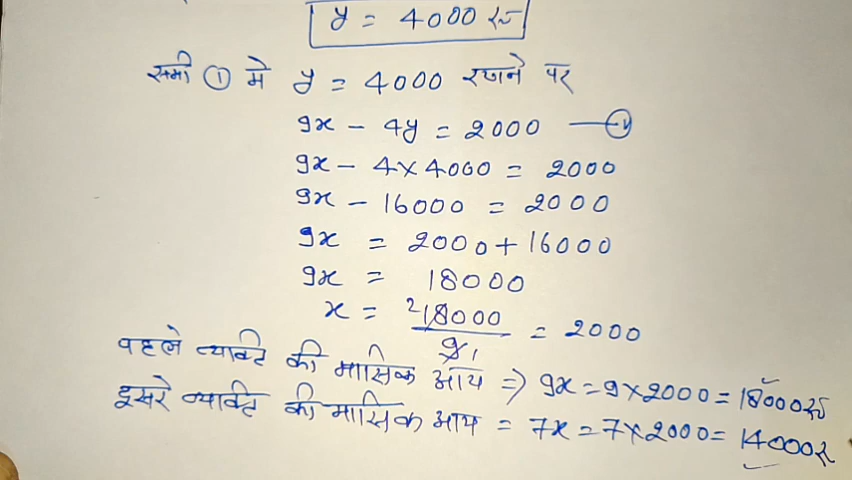 y = 4000 रू
समी ① मे y = 4000 रखने पर
9x - 4y = 2000 —①
9x - 4×4000 = 2000
9x - 16000 = 2000
9x = 2000 + 16000
9x = 18000
x = 18000/9 = 2000
पहले व्यक्ति की मासिक आय => 9x = 9×2000 = 18000 रू
दूसरे व्यक्ति की मासिक आय = 7x = 7×2000 = 14000 रू